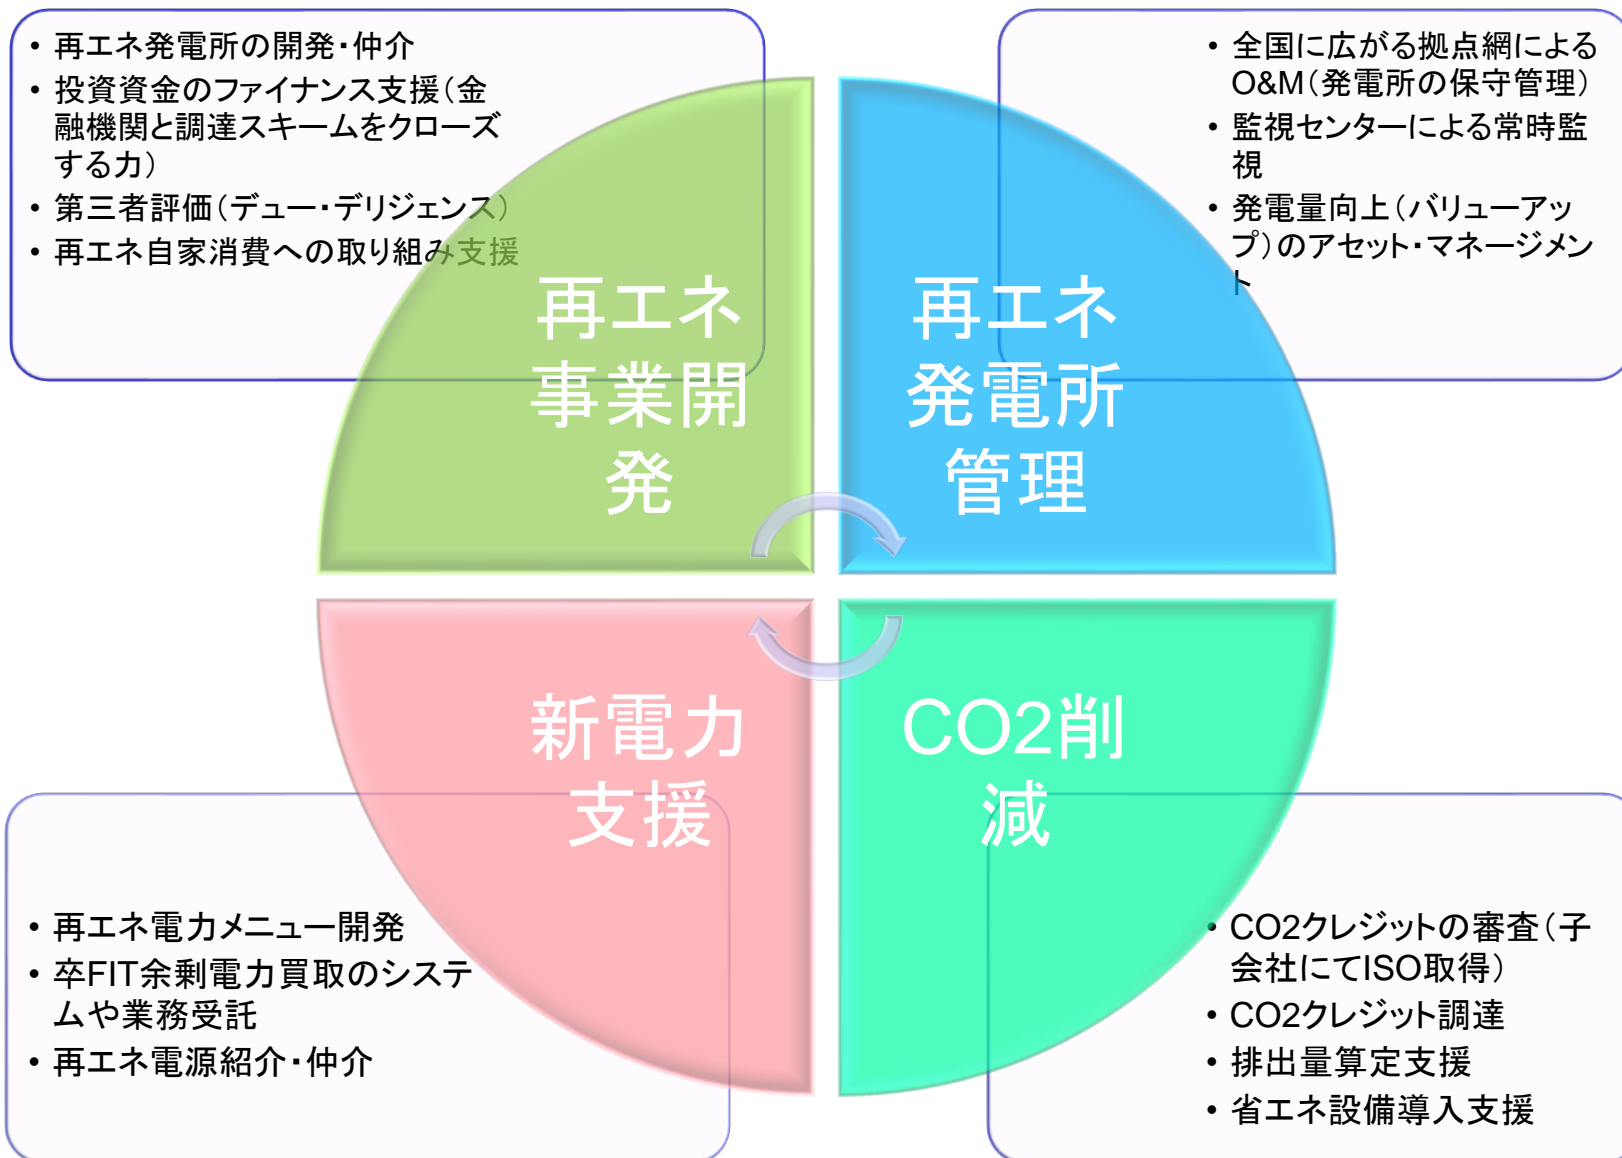 • 再エネ発電所の開発・仲介
• 投資資金のファイナンス支援（金
融機関と調達スキームをクローズ
する力）
• 第三者評価（デュー・デリジェンス）
• 再エネ自家消費への取り組み支援
• 全国に広がる拠点網による
O&M（発電所の保守管理）
• 監視センターによる常時監
視
• 発電量向上（バリューアッ
プ）のアセット・マネージメン
ト
再エネ
事業開
発
再エネ
発電所
管理
新電力
支援
CO2削
減
• 再エネ電力メニュー開発
• 卒FIT余剰電力買取のシステ
ムや業務受託
• 再エネ電源紹介・仲介
• CO2クレジットの審査（子
会社にてISO取得）
• CO2クレジット調達
• 排出量算定支援
• 省エネ設備導入支援